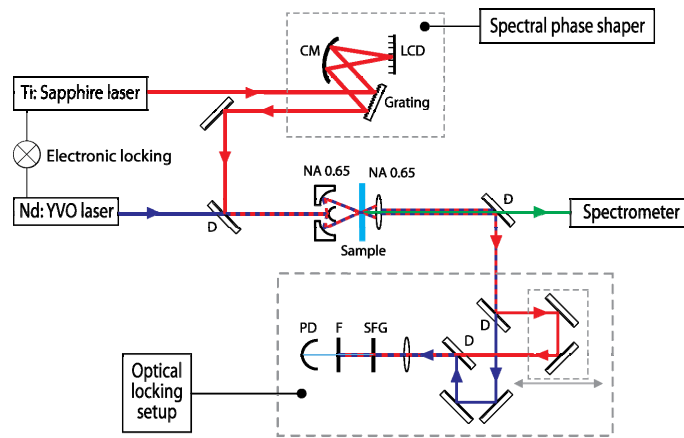 Spectral phase shaper
CM
LCD
Ti: Sapphire laser
Grating
Electronic locking
NA 0.65
NA 0.65
Nd: YVO laser
D
D
Spectrometer
Sample
PD
F
SFG
D
D
Optical
locking
setup